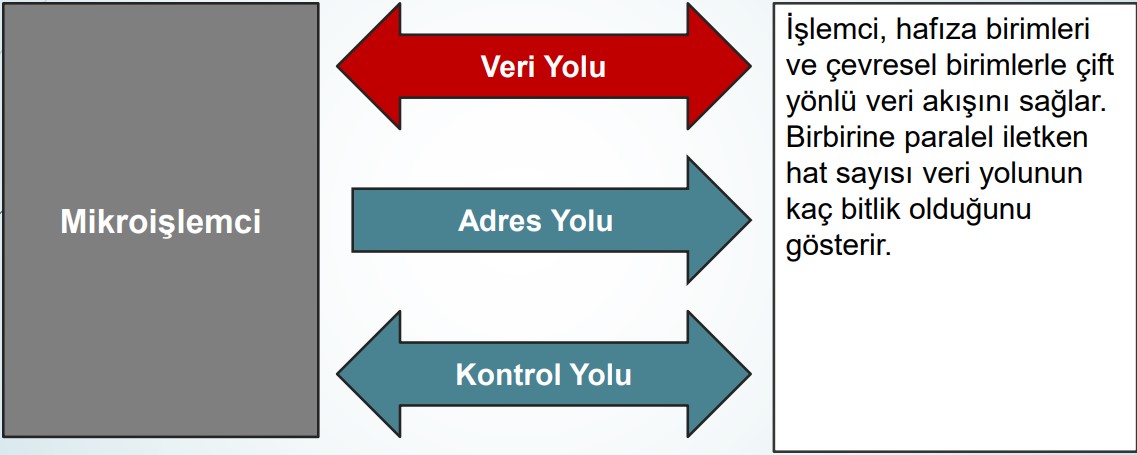 Mikroişlemci
Veri Yolu
Adres Yolu
Kontrol Yolu
İşlemci, hafıza birimleri
ve çevresel birimlerle çift
yönlü veri akışını sağlar.
Birbirine paralel iletken
hat sayısı veri yolunun
kaç bitlik olduğunu
gösterir.